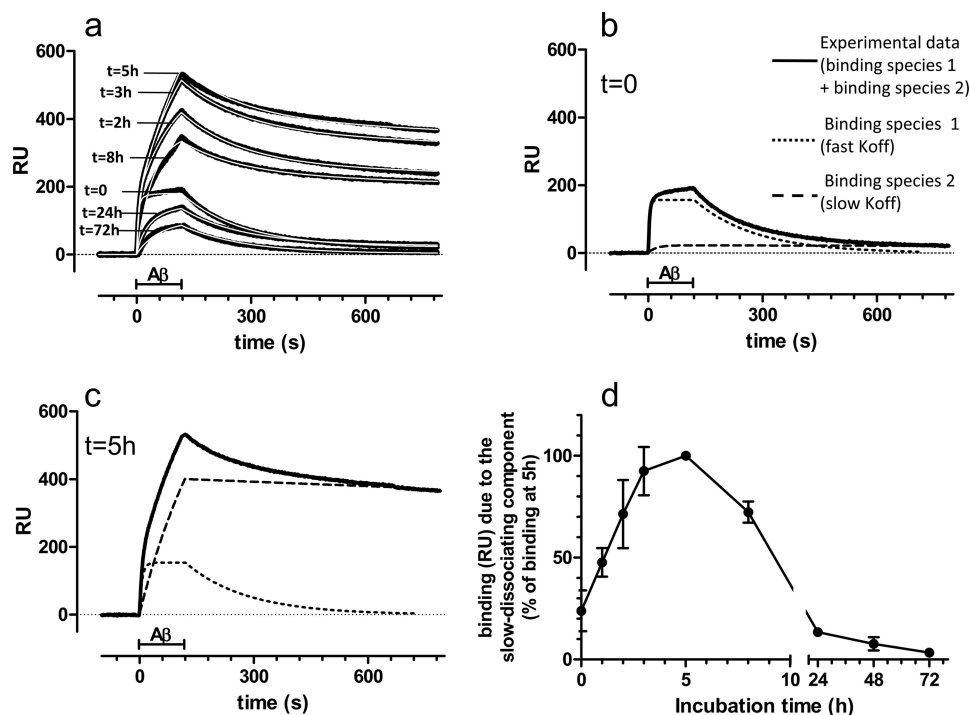 a
600
400
200
0
RU
t=5h
t=3h
t=2h
t=8h
t=0
t=24h
t=72h
Aβ
0
300
600
time (s)
b
600
400
200
0
RU
t=0
Experimental data
(binding species 1
+ binding species 2)
Binding species 1
(fast Koff)
Binding species 2
(slow Koff)
Aβ
0
300
600
time (s)
c
600
400
200
0
RU
t=5h
Aβ
0
300
600
time (s)
d
binding (RU) due to the
slow-dissociating component
(% of binding at 5h)
100
50
0
0
5
10
24
48
72
Incubation time (h)